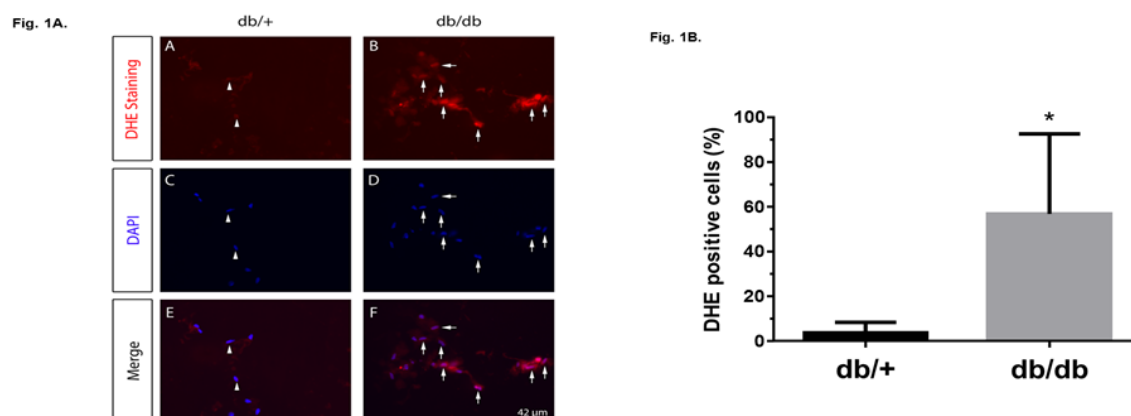 Fig. 1A.
db/+
db/db
DHE Staining
A
B
DAPI
C
D
Merge
E
F
42 µm
Fig. 1B.
DHE positive cells (%)
100
80
60
40
20
0
*
db/+
db/db